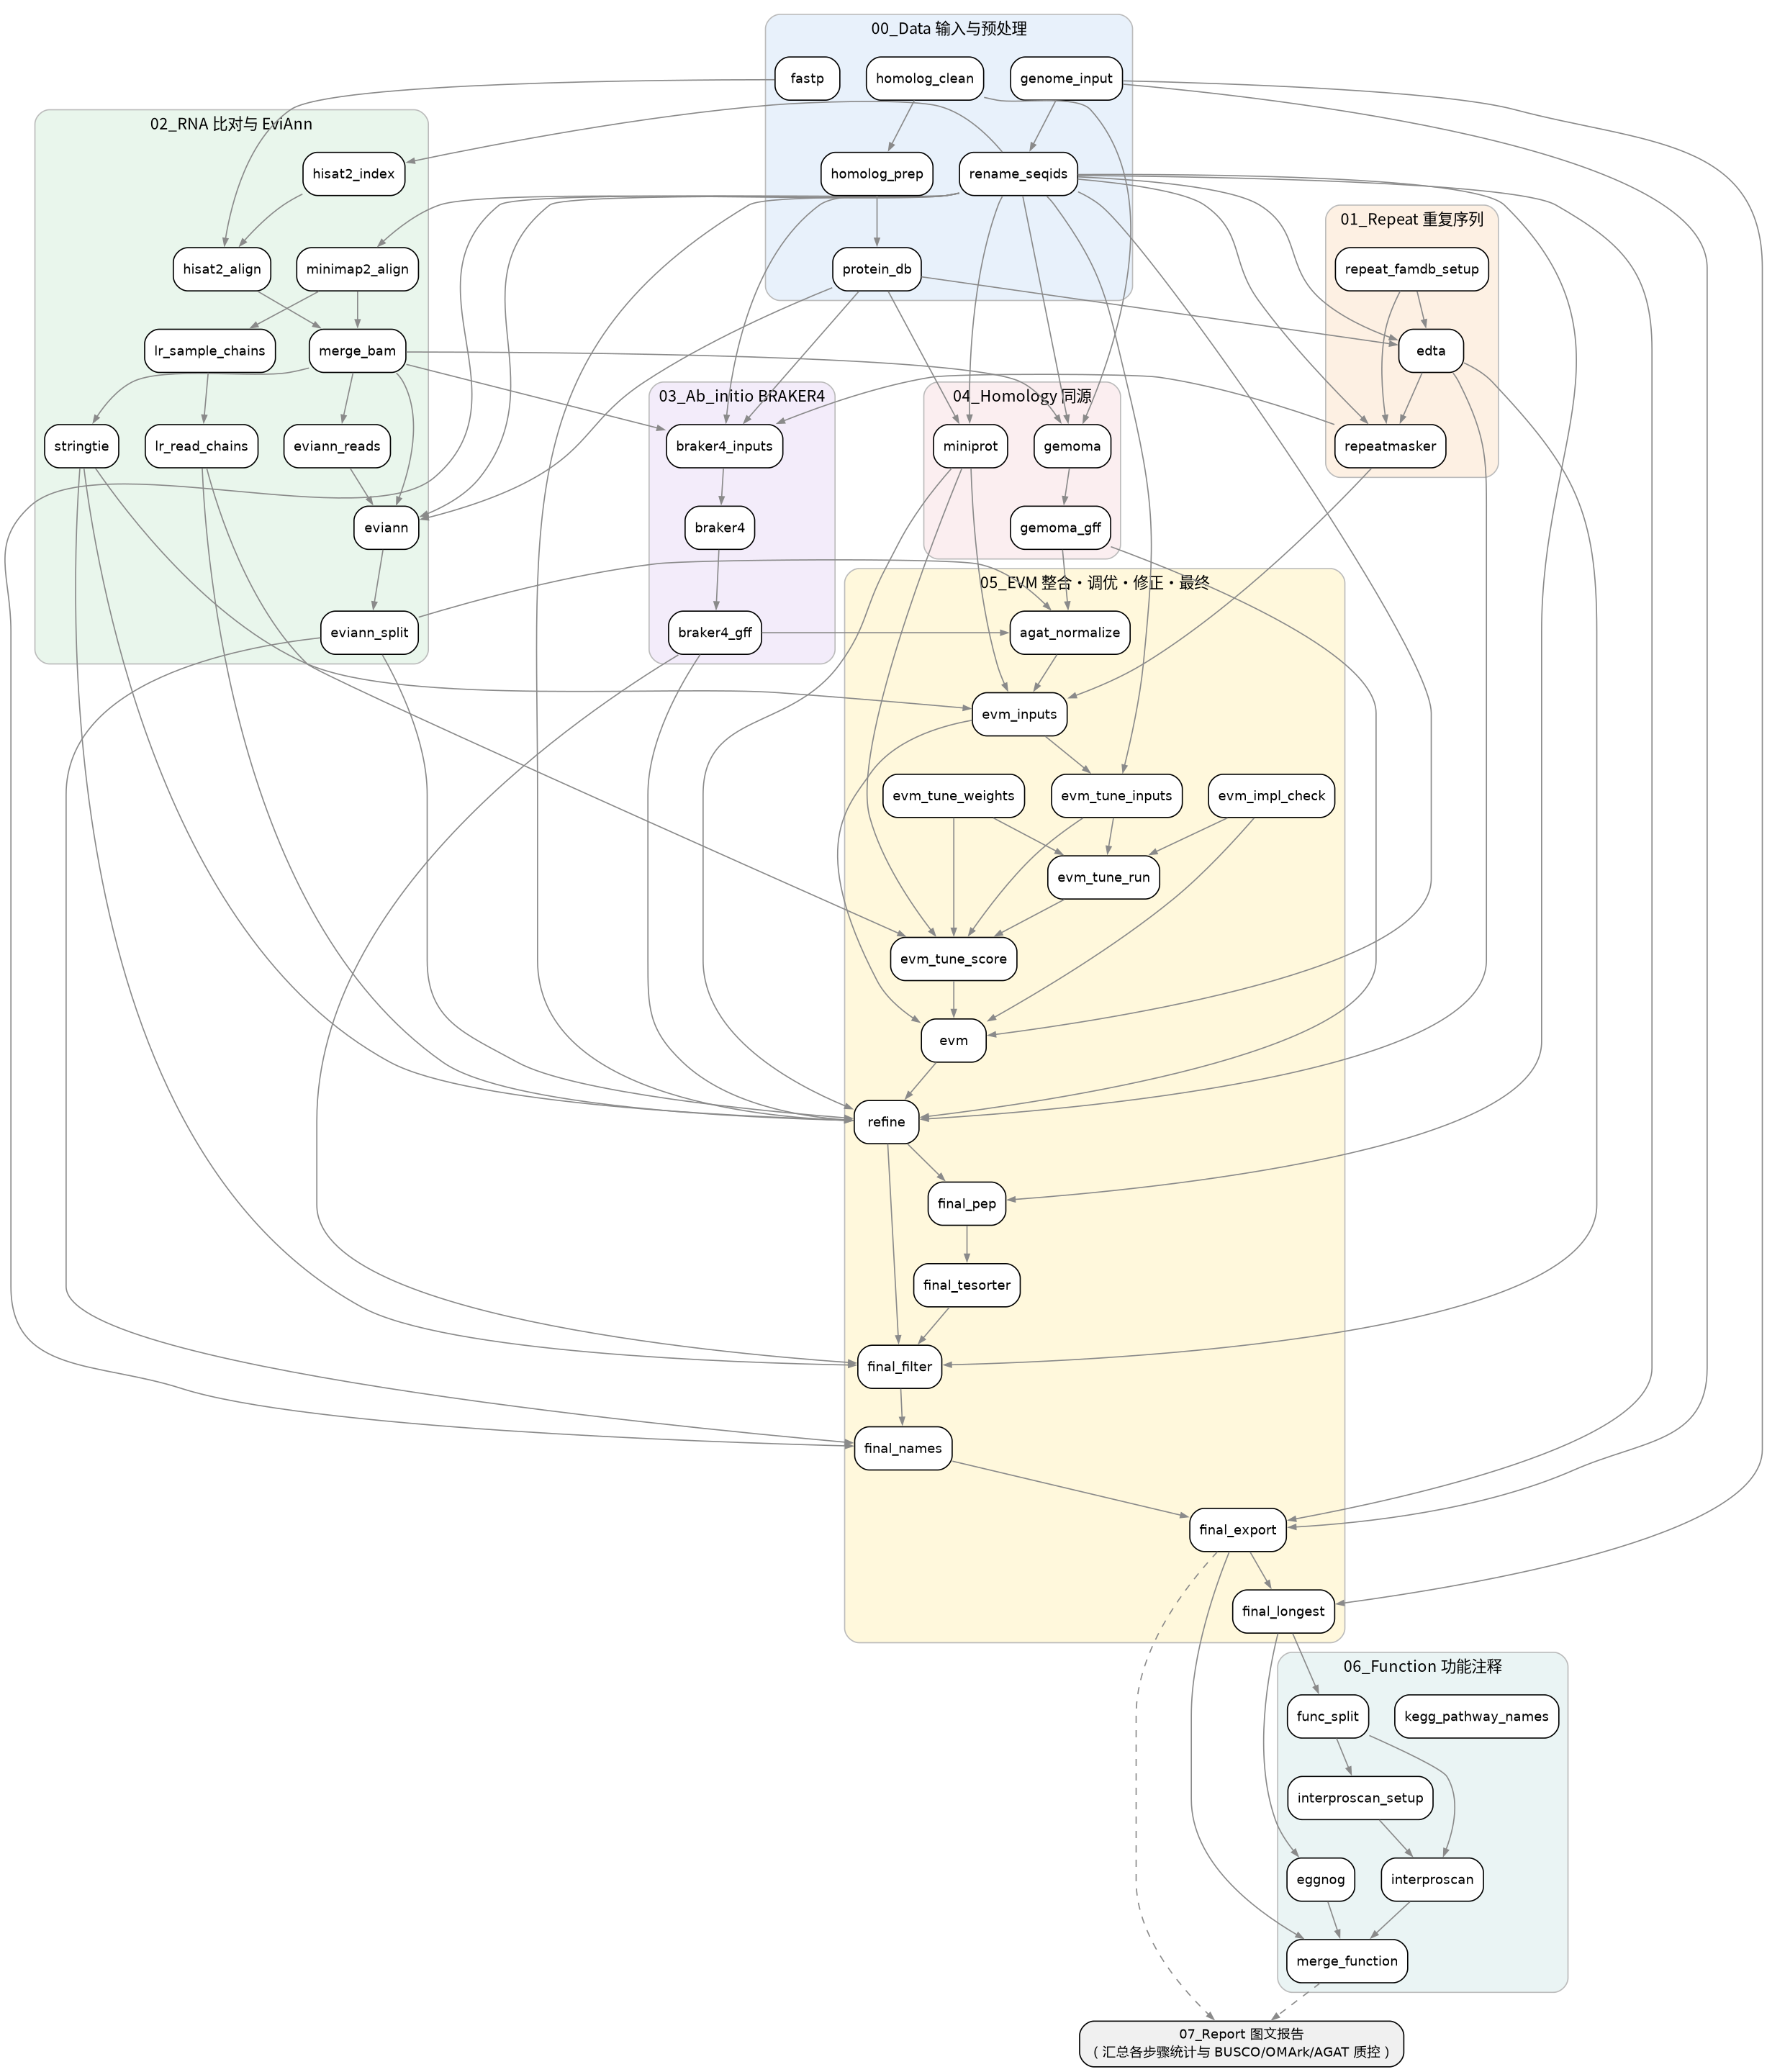 00_Data 输入与预处理
fastp
homolog_clean
genome_input
02_RNA 比对与 EviAnn
hisat2_index
homolog_prep
rename_seqids
01_Repeat 重复序列
hisat2_align
minimap2_align
protein_db
repeat_famdb_setup
lr_sample_chains
merge_bam
edta
03_Ab_initio BRAKER4
04_Homology 同源
stringtie
lr_read_chains
eviann_reads
braker4_inputs
miniprot
gemoma
repeatmasker
eviann
braker4
gemoma_gff
05_EVM 整合・调优・修正・最终
eviann_split
braker4_gff
agat_normalize
evm_inputs
evm_tune_weights
evm_tune_inputs
evm_impl_check
evm_tune_run
evm_tune_score
evm
refine
final_pep
final_tesorter
final_filter
final_names
final_export
final_longest
06_Function 功能注释
func_split
kegg_pathway_names
interproscan_setup
eggnog
interproscan
merge_function
07_Report 图文报告
( 汇总各步骤统计与 BUSCO/OMArk/AGAT 质控 )